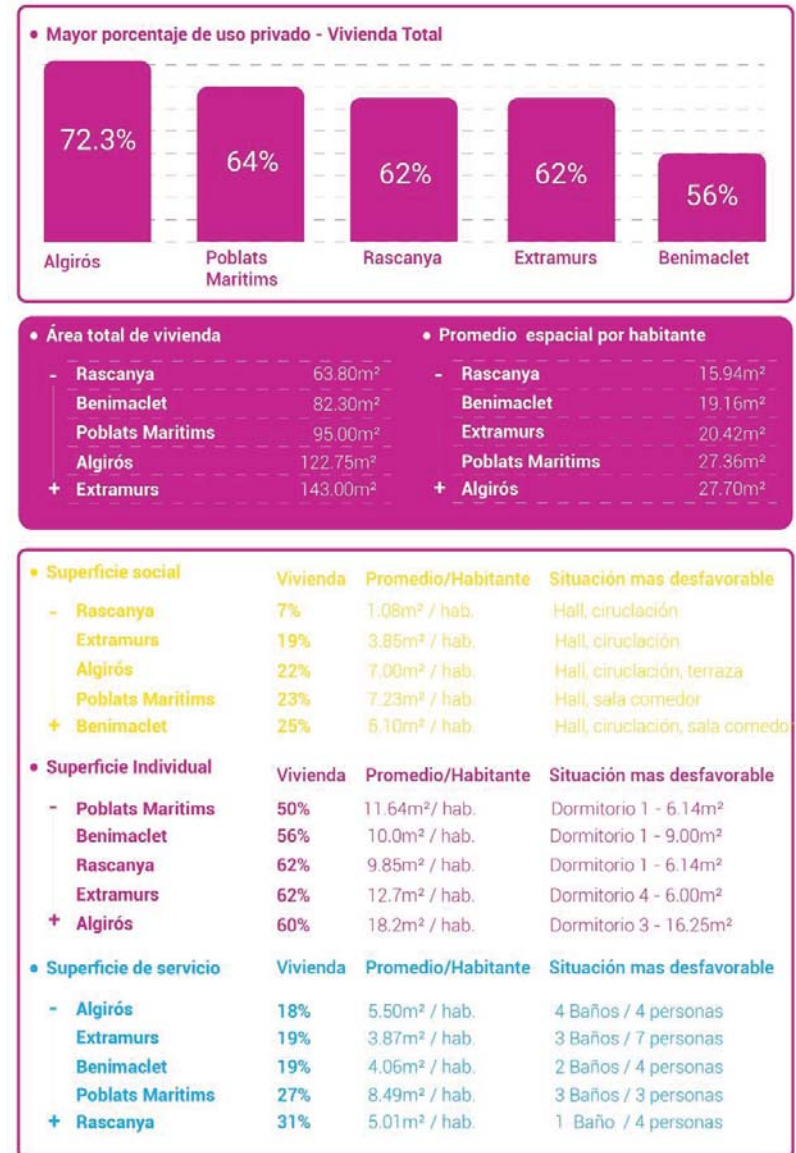 • Mayor porcentaje de uso privado - Vivienda Total
72.3%
64%
62%
62%
56%
Algirós
Poblats
Maritims
Rascanya
Extramurs
Benimaclet
• Área total de vivienda
- Rascanya 63.80m²
Benimaclet 82.30m²
Poblats Maritims 95.00m²
Algirós 122.75m²
+ Extramurs 143.00m²
• Promedio espacial por habitante
- Rascanya 15.94m²
Benimaclet 19.16m²
Extramurs 20.42m²
Poblats Maritims 27.36m²
+ Algirós 27.70m²
• Superficie social Vivienda Promedio/Habitante Situación mas desfavorable
- Rascanya 7% 1.08m² / hab. Hall, ciruclación
Extramurs 19% 3.85m² / hab. Hall, ciruclación
Algirós 22% 7.00m² / hab. Hall, ciruclación, terraza
Poblats Maritims 23% 7.23m² / hab. Hall, sala comedor
+ Benimaclet 25% 5.10m² / hab. Hall, ciruclación, sala comedor
• Superficie Individual Vivienda Promedio/Habitante Situación mas desfavorable
- Poblats Maritims 50% 11.64m²/ hab. Dormitorio 1 - 6.14m²
Benimaclet 56% 10.0m² / hab. Dormitorio 1 - 9.00m²
Rascanya 62% 9.85m² / hab. Dormitorio 1 - 6.14m²
Extramurs 62% 12.7m² / hab. Dormitorio 4 - 6.00m²
+ Algirós 60% 18.2m² / hab. Dormitorio 3 - 16.25m²
• Superficie de servicio Vivienda Promedio/Habitante Situación mas desfavorable
- Algirós 18% 5.50m² / hab. 4 Baños / 4 personas
Extramurs 19% 3.87m² / hab. 3 Baños / 7 personas
Benimaclet 19% 4.06m² / hab. 2 Baños / 4 personas
Poblats Maritims 27% 8.49m² / hab. 3 Baños / 3 personas
+ Rascanya 31% 5.01m² / hab. 1 Baño / 4 personas